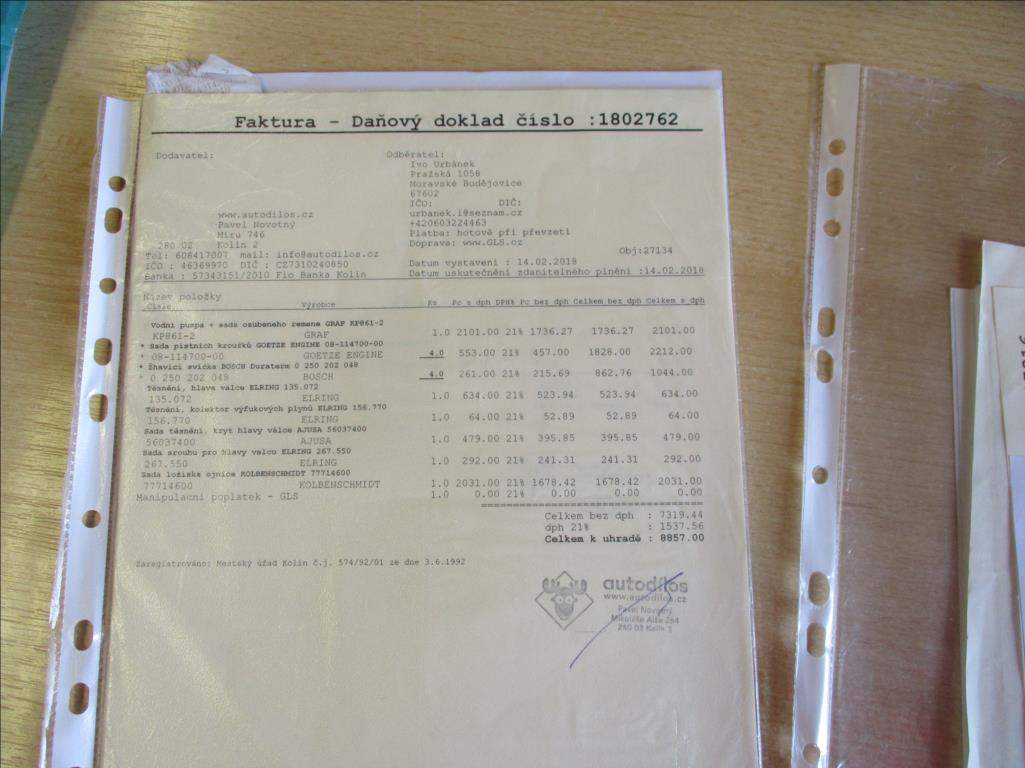 Faktura - Daňový doklad číslo :1802762
Dodavatel:
www.autodilos.cz
Pavel Novotný
Míru 746
280 02 Kolín 2
Tel: 608417007 mail: info@autodilos.cz
IČO : 46369970 DIČ : CZ7310240850
Banka : 57343151/2010 Fio Banka Kolín
Odběratel:
Ivo Urbánek
Pražská 1058
Moravské Budějovice
67602
IČO: DIČ:
urbanek.i@seznam.cz
+420603224463
Platba: hotově při převzetí
Doprava: www.GLS.cz
Obj:27134
Datum vystavení : 14.02.2018
Datum uskutečnění zdanitelného plnění :14.02.2018
Název položky
Číslo Výrobce Ks Pc s dph DPH% Pc bez dph Celkem bez dph Celkem s dph
Vodní pumpa + sada ozubeného řemene GRAF KP861-2
KP861-2 GRAF 1.0 2101.00 21% 1736.27 1736.27 2101.00
* Sada pístních kroužků GOETZE ENGINE 08-114700-00
* 08-114700-00 GOETZE ENGINE 4.0 553.00 21% 457.00 1828.00 2212.00
* Žhavicí svíčka BOSCH Duraterm 0 250 202 048
* 0 250 202 048 BOSCH 4.0 261.00 21% 215.69 862.76 1044.00
Těsnění, hlava válce ELRING 135.072
135.072 ELRING 1.0 634.00 21% 523.94 523.94 634.00
Těsnění, kolektor výfukových plynů ELRING 156.770
156.770 ELRING 1.0 64.00 21% 52.89 52.89 64.00
Sada těsnění, kryt hlavy válce AJUSA 56037400
56037400 AJUSA 1.0 479.00 21% 395.85 395.85 479.00
Sada šroubů pro hlavy válců ELRING 267.550
267.550 ELRING 1.0 292.00 21% 241.31 241.31 292.00
Sada ložiska ojnice KOLBENSCHMIDT 77714600
77714600 KOLBENSCHMIDT 1.0 2031.00 21% 1678.42 1678.42 2031.00
Manipulační poplatek - GLS 1.0 0.00 21% 0.00 0.00 0.00
Celkem bez dph : 7319.44
dph 21% : 1537.56
Celkem k uhradě : 8857.00
Zaregistrováno: Mestský úřad Kolín č.j. 574/92/01 ze dne 3.6.1992
autodílos
www.autodilos.cz
Pavel Novotný
Mikoláše Alše 264
280 02 Kolín